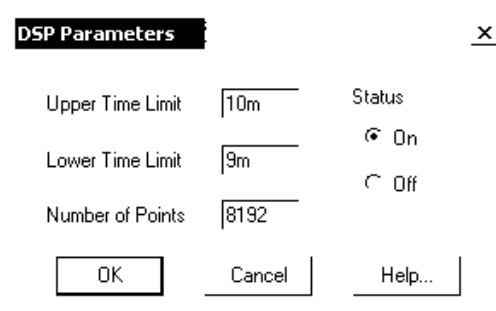 DSP Parameters
Upper Time Limit 10m
Status
On
Lower Time Limit 9m
Off
Number of Points 8192
OK Cancel Help...